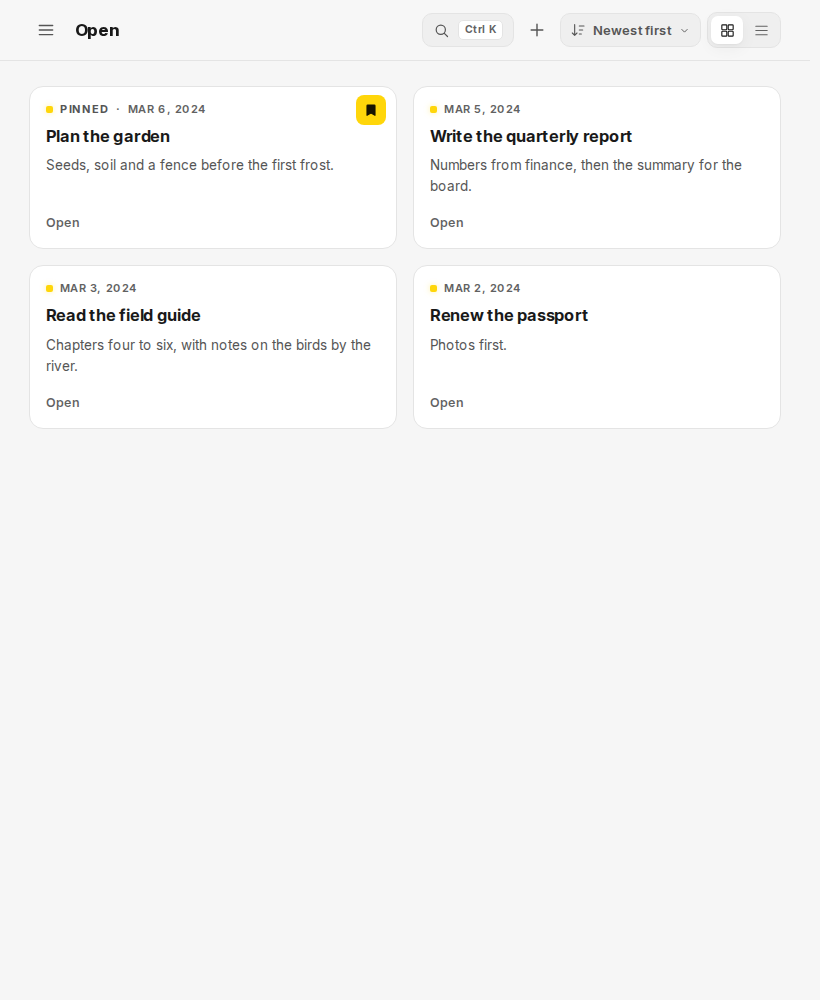 Open
Ctrl K
Newest first
PINNED · MAR 6, 2024
Plan the garden
Seeds, soil and a fence before the first frost.
Open
MAR 5, 2024
Write the quarterly report
Numbers from finance, then the summary for the
board.
Open
MAR 3, 2024
Read the field guide
Chapters four to six, with notes on the birds by the
river.
Open
MAR 2, 2024
Renew the passport
Photos first.
Open